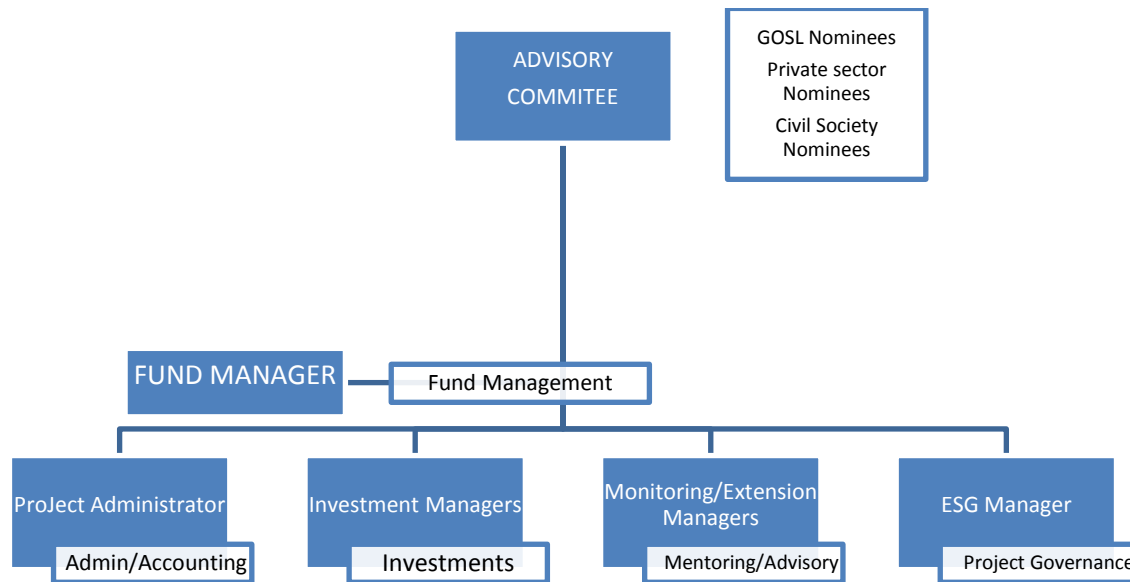 ADVISORY
COMMITEE
GOSL Nominees
Private sector
Nominees
Civil Society
Nominees
FUND MANAGER
Fund Management
ProJect Administrator
Admin/Accounting
Investment Managers
Investments
Monitoring/Extension
Managers
Mentoring/Advisory
ESG Manager
Project Governance